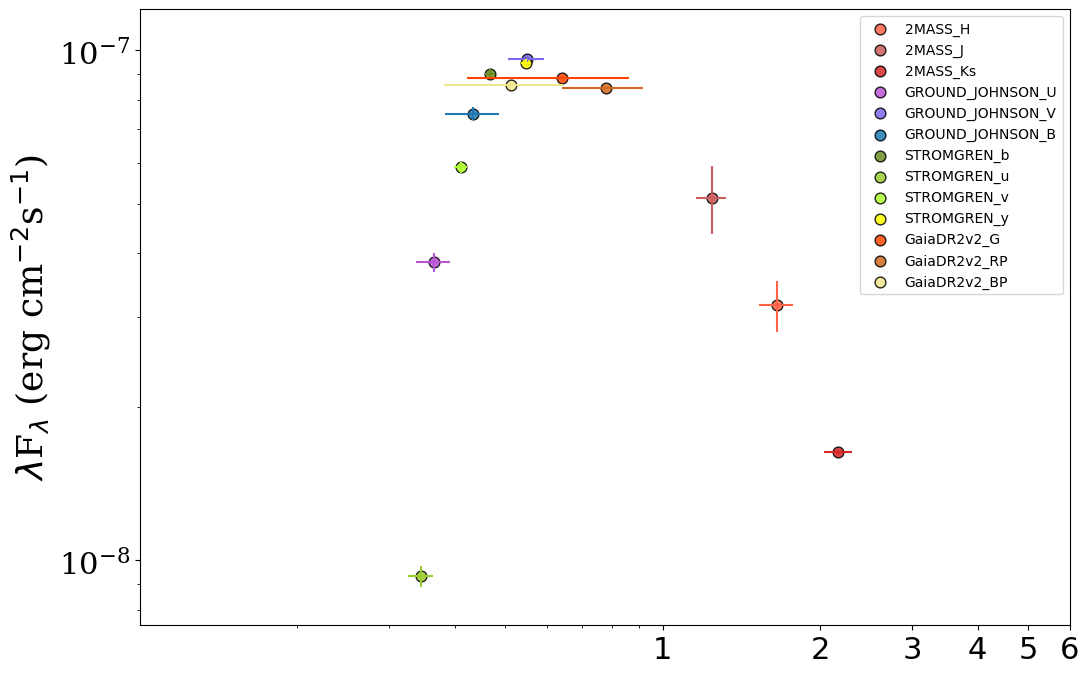 10⁻⁷
10⁻⁸
λF_λ (erg cm⁻²s⁻¹)
2MASS_H
2MASS_J
2MASS_Ks
GROUND_JOHNSON_U
GROUND_JOHNSON_V
GROUND_JOHNSON_B
STROMGREN_b
STROMGREN_u
STROMGREN_v
STROMGREN_y
GaiaDR2v2_G
GaiaDR2v2_RP
GaiaDR2v2_BP
1 2 3 4 5 6